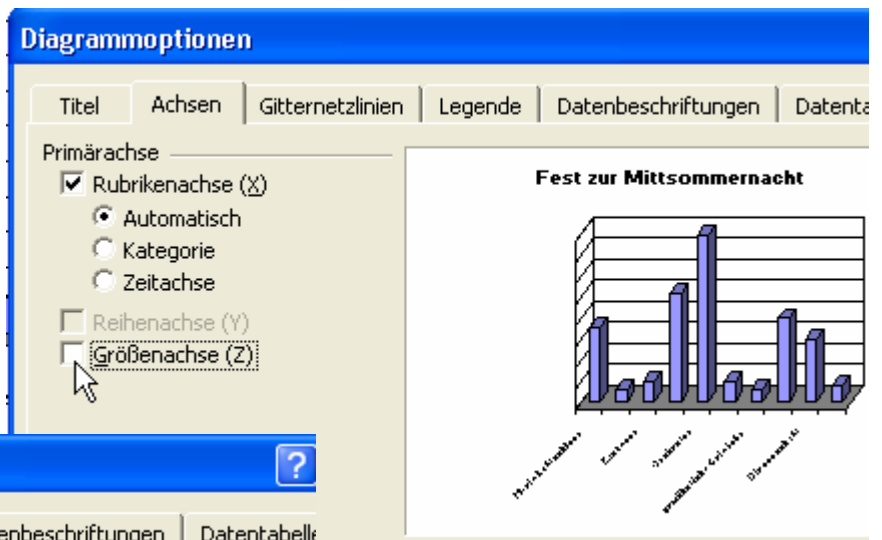 Diagrammoptionen
Titel Achsen Gitternetzlinien Legende Datenbeschriftungen Datenta
Primärachse
Rubrikenachse (X)
Automatisch
Kategorie
Zeitachse
Reihenachse (Y)
Größenachse (Z)
Fest zur Mittsommernacht
?
enbeschriftungen Datentabelle